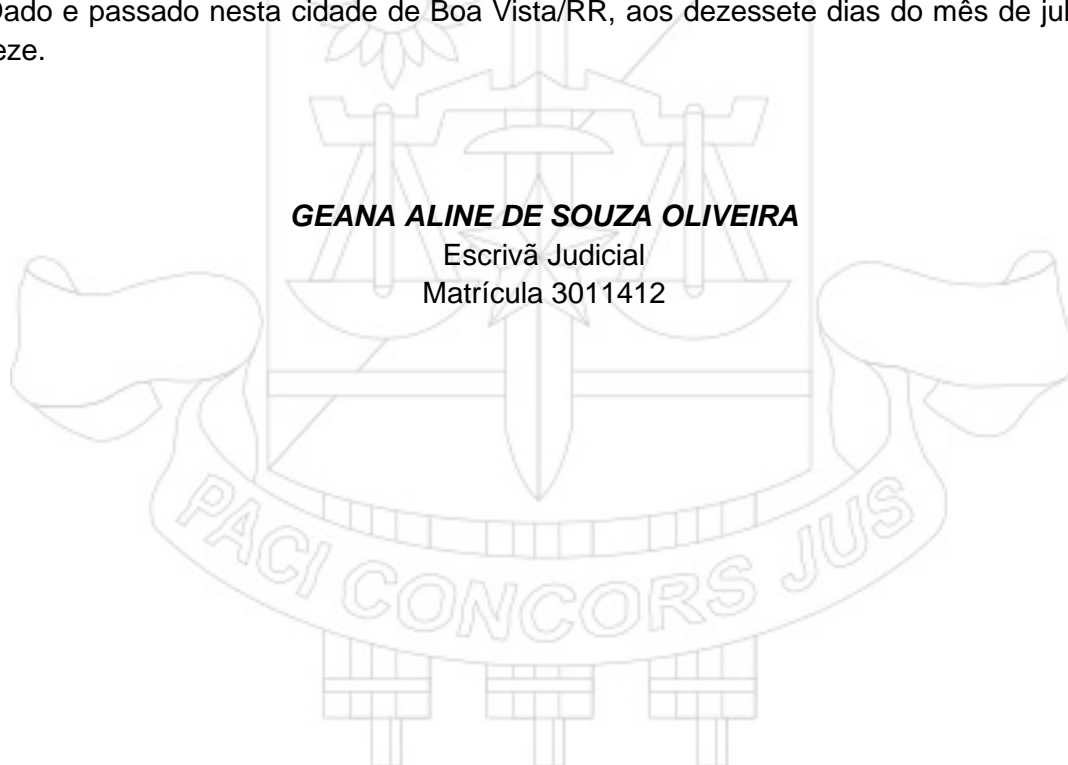 Dado e passado nesta cidade de Boa Vista/RR, aos dezessete dias do mês de
eze.
GEANA ALINE DE SOUZA OLIVEIRA
Escrivã Judicial
Matrícula 3011412
PACI CONCORS JUS